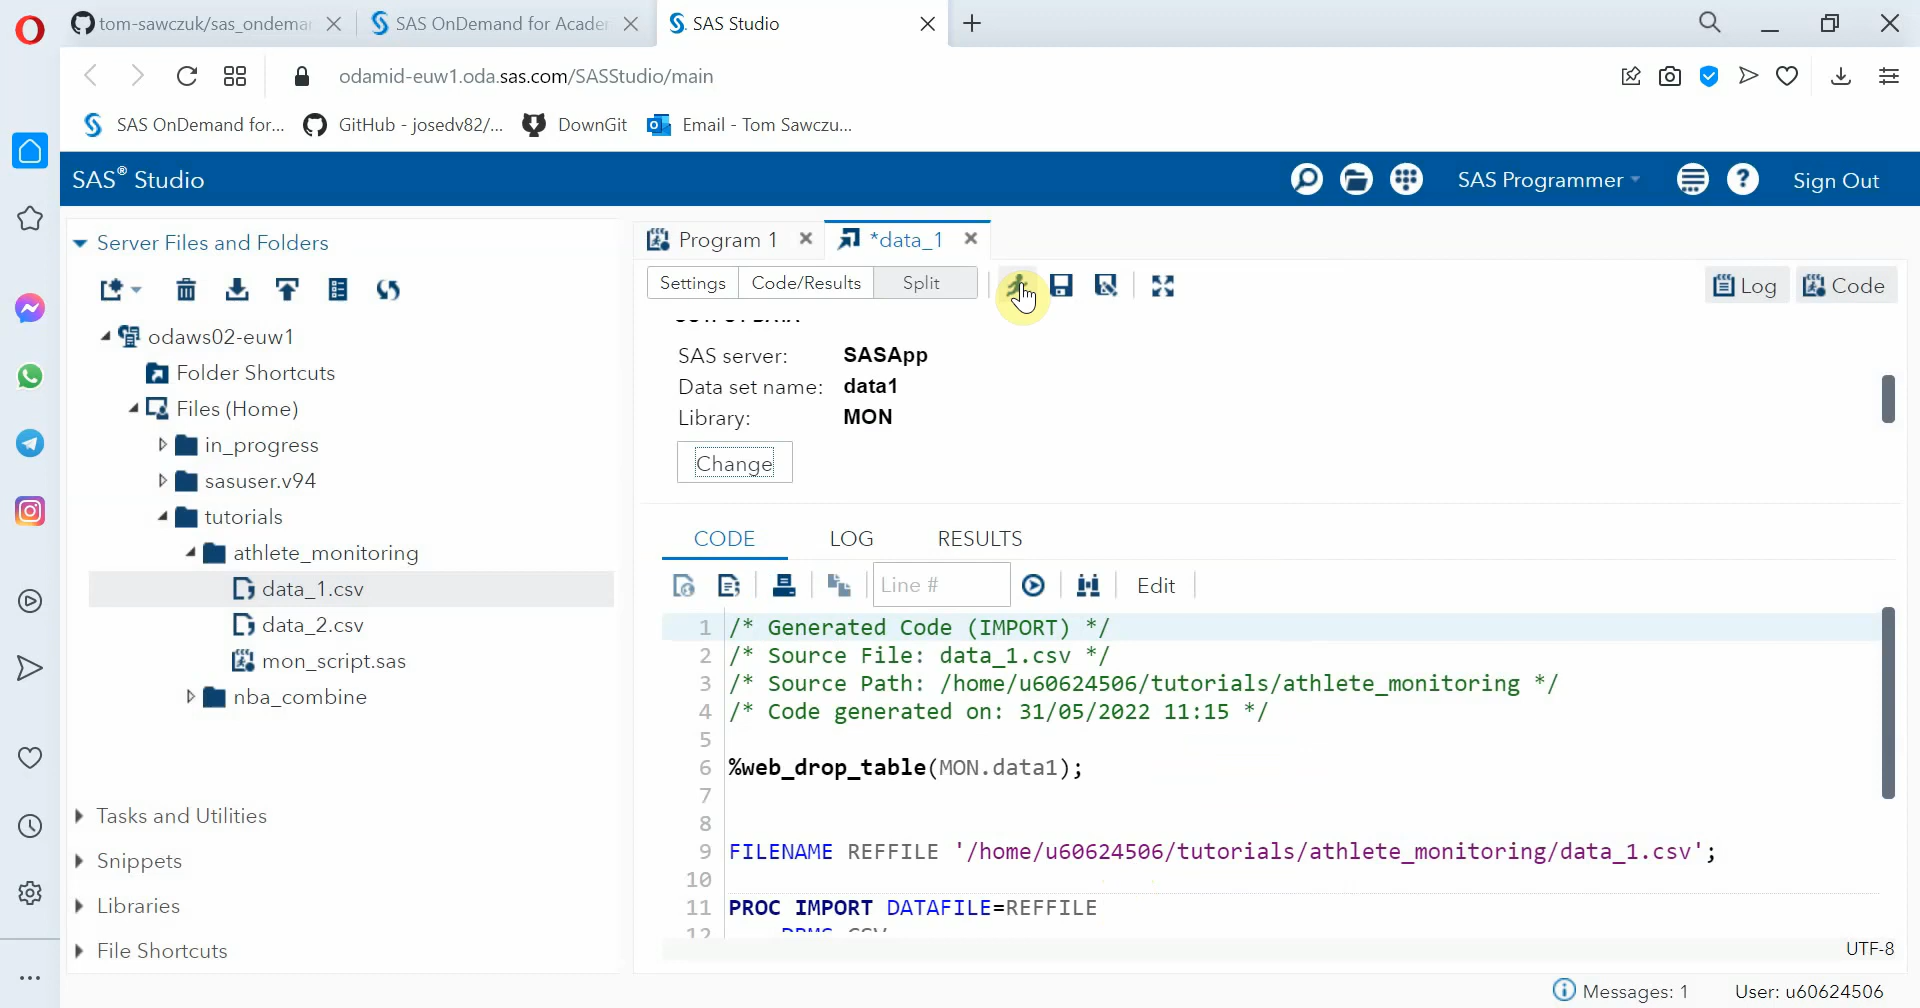 tom-sawczuk/sas_ondema
SAS OnDemand for Acader
SAS Studio
odamid-euw1.oda.sas.com/SASStudio/main
SAS OnDemand for...
GitHub - josedv82/...
DownGit
Email - Tom Sawczu...
SAS® Studio
SAS Programmer
Sign Out
Server Files and Folders
odaws02-euw1
Folder Shortcuts
Files (Home)
in_progress
sasuser.v94
tutorials
athlete_monitoring
data_1.csv
data_2.csv
mon_script.sas
nba_combine
Tasks and Utilities
Snippets
Libraries
File Shortcuts
Program 1
*data_1
Settings
Code/Results
Split
Log
Code
SAS server: SASApp
Data set name: data1
Library: MON
Change
CODE
LOG
RESULTS
Line #
Edit
1 /* Generated Code (IMPORT) */
2 /* Source File: data_1.csv */
3 /* Source Path: /home/u60624506/tutorials/athlete_monitoring */
4 /* Code generated on: 31/05/2022 11:15 */
5
6 %web_drop_table(MON.data1);
7
8
9 FILENAME REFFILE '/home/u60624506/tutorials/athlete_monitoring/data_1.csv';
10
11 PROC IMPORT DATAFILE=REFFILE
12
UTF-8
Messages: 1
User: u60624506